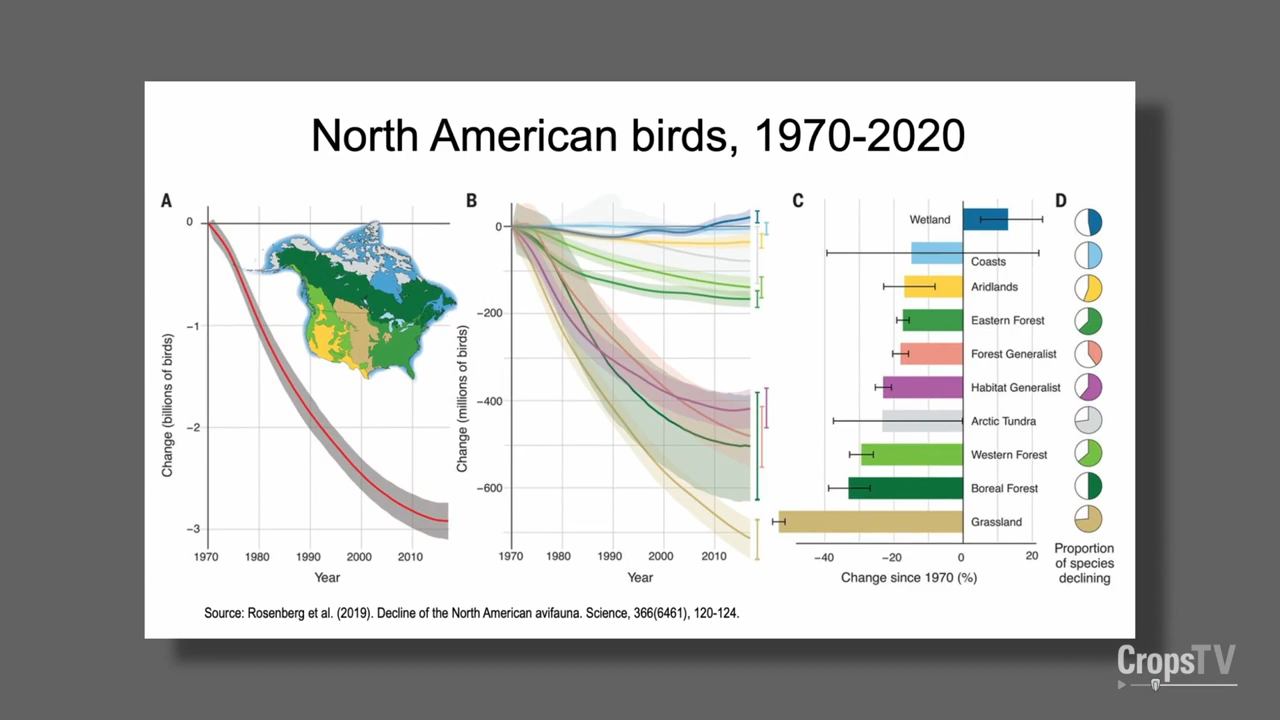 North American birds, 1970-2020
A
0
−1
−2
−3
Change (billions of birds)
1970 1980 1990 2000 2010
Year
B
0
−200
−400
−600
Change (millions of birds)
1970 1980 1990 2000 2010
Year
C
Wetland
Coasts
Aridlands
Eastern Forest
Forest Generalist
Habitat Generalist
Arctic Tundra
Western Forest
Boreal Forest
Grassland
−40 −20 0 20
Change since 1970 (%)
D
Proportion
of species
declining
Source: Rosenberg et al. (2019). Decline of the North American avifauna. Science, 366(6461), 120-124.
CropsTV